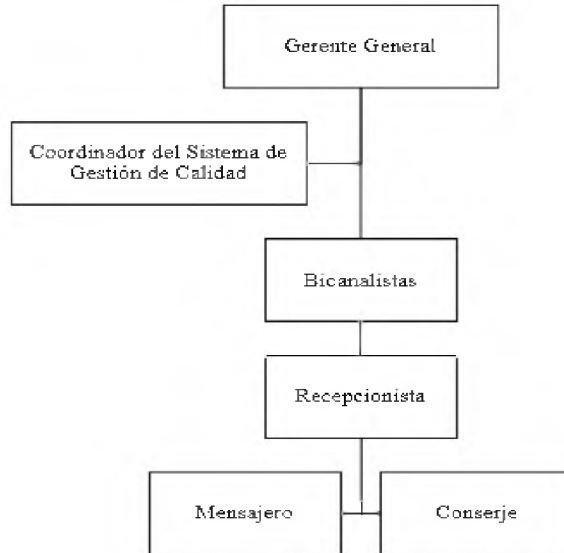 Gerente General
Coordinador del Sistema de
Gestión de Calidad
Bicanalistas
Recepcionista
Mensajero
Conserje